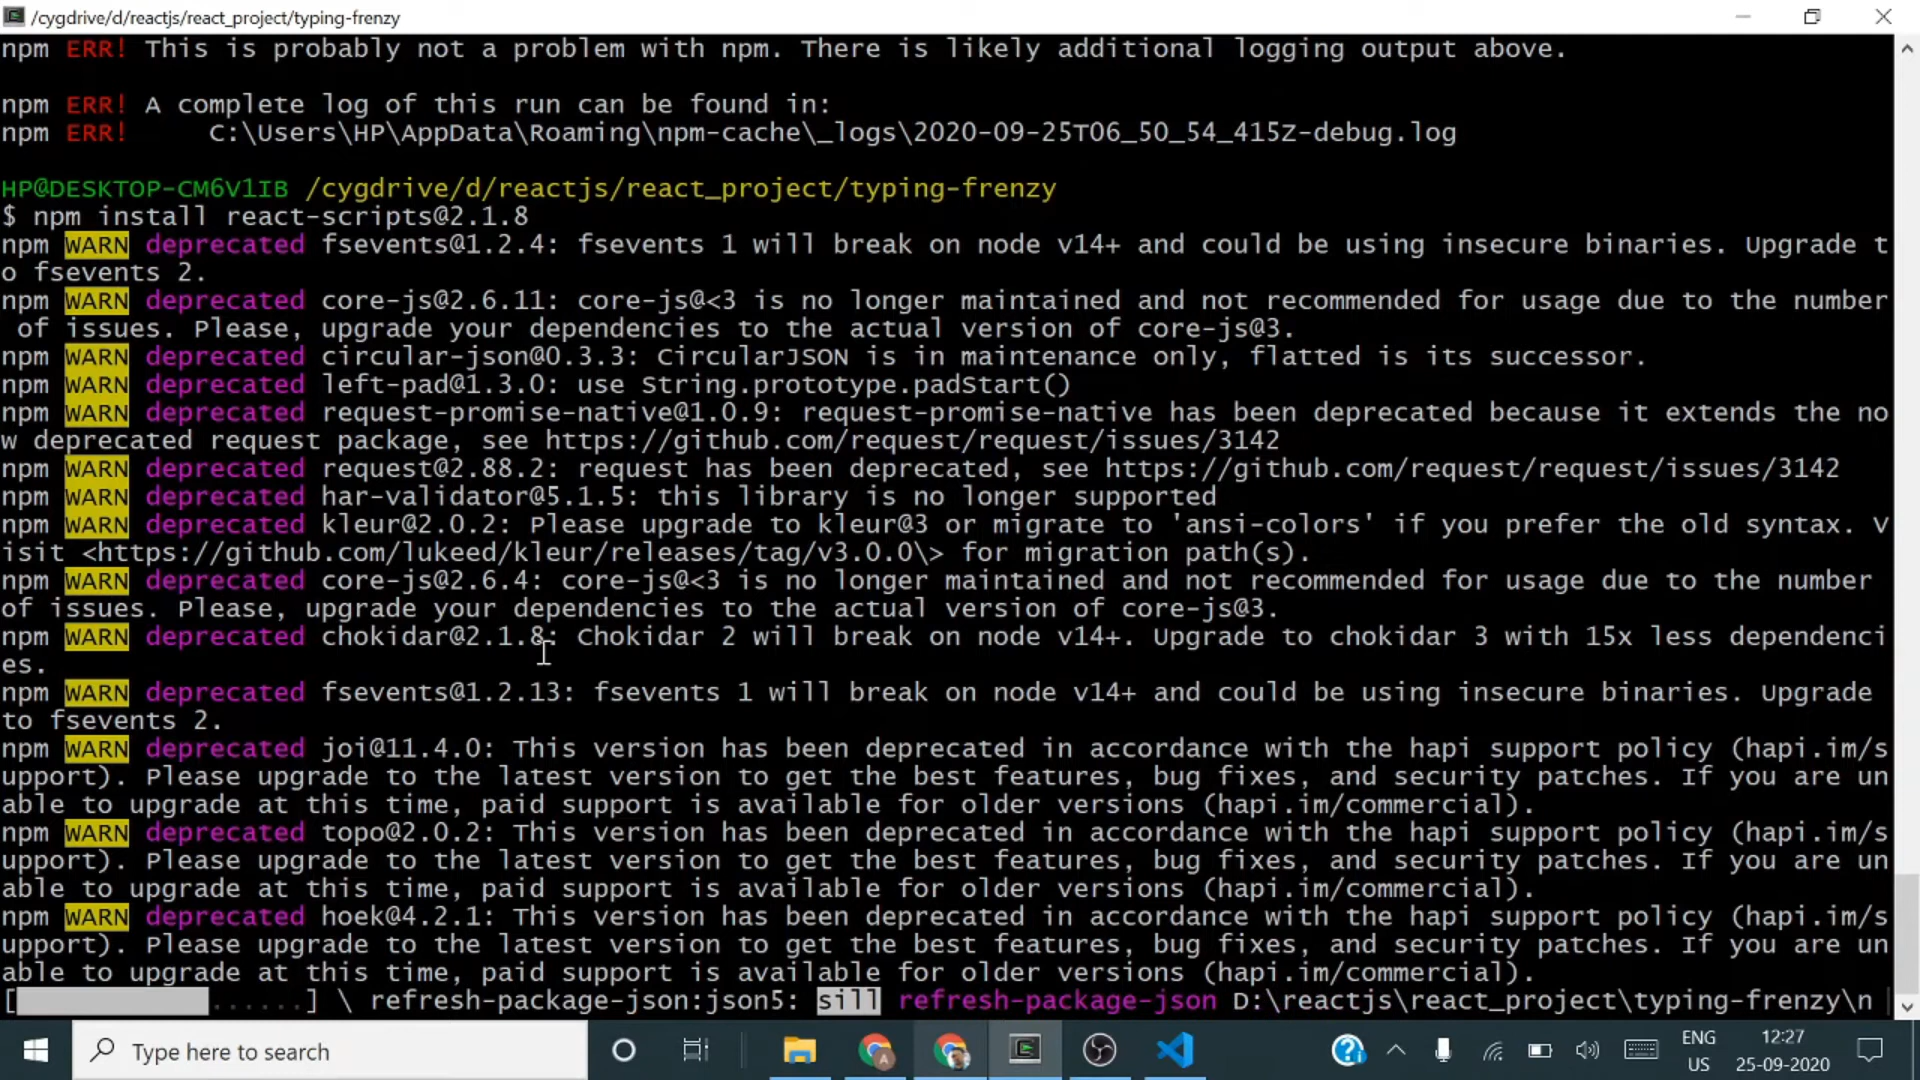 /cygdrive/d/reactjs/react_project/typing-frenzy
npm ERR! This is probably not a problem with npm. There is likely additional logging output above.
npm ERR! A complete log of this run can be found in:
npm ERR!     C:\Users\HP\AppData\Roaming\npm-cache\_logs\2020-09-25T06_50_54_415Z-debug.log
HP@DESKTOP-CM6V1IB /cygdrive/d/reactjs/react_project/typing-frenzy
$ npm install react-scripts@2.1.8
npm WARN deprecated fsevents@1.2.4: fsevents 1 will break on node v14+ and could be using insecure binaries. Upgrade t
o fsevents 2.
npm WARN deprecated core-js@2.6.11: core-js@<3 is no longer maintained and not recommended for usage due to the number
 of issues. Please, upgrade your dependencies to the actual version of core-js@3.
npm WARN deprecated circular-json@0.3.3: CircularJSON is in maintenance only, flatted is its successor.
npm WARN deprecated left-pad@1.3.0: use String.prototype.padStart()
npm WARN deprecated request-promise-native@1.0.9: request-promise-native has been deprecated because it extends the no
w deprecated request package, see https://github.com/request/request/issues/3142
npm WARN deprecated request@2.88.2: request has been deprecated, see https://github.com/request/request/issues/3142
npm WARN deprecated har-validator@5.1.5: this library is no longer supported
npm WARN deprecated kleur@2.0.2: Please upgrade to kleur@3 or migrate to 'ansi-colors' if you prefer the old syntax. V
isit <https://github.com/lukeed/kleur/releases/tag/v3.0.0\> for migration path(s).
npm WARN deprecated core-js@2.6.4: core-js@<3 is no longer maintained and not recommended for usage due to the number
of issues. Please, upgrade your dependencies to the actual version of core-js@3.
npm WARN deprecated chokidar@2.1.8: Chokidar 2 will break on node v14+. Upgrade to chokidar 3 with 15x less dependenci
es.
npm WARN deprecated fsevents@1.2.13: fsevents 1 will break on node v14+ and could be using insecure binaries. Upgrade
to fsevents 2.
npm WARN deprecated joi@11.4.0: This version has been deprecated in accordance with the hapi support policy (hapi.im/s
upport). Please upgrade to the latest version to get the best features, bug fixes, and security patches. If you are un
able to upgrade at this time, paid support is available for older versions (hapi.im/commercial).
npm WARN deprecated topo@2.0.2: This version has been deprecated in accordance with the hapi support policy (hapi.im/s
upport). Please upgrade to the latest version to get the best features, bug fixes, and security patches. If you are un
able to upgrade at this time, paid support is available for older versions (hapi.im/commercial).
npm WARN deprecated hoek@4.2.1: This version has been deprecated in accordance with the hapi support policy (hapi.im/s
upport). Please upgrade to the latest version to get the best features, bug fixes, and security patches. If you are un
able to upgrade at this time, paid support is available for older versions (hapi.im/commercial).
[            ......] \ refresh-package-json:json5: sill refresh-package-json D:\reactjs\react_project\typing-frenzy\n
Type here to search
ENG
US
12:27
25-09-2020